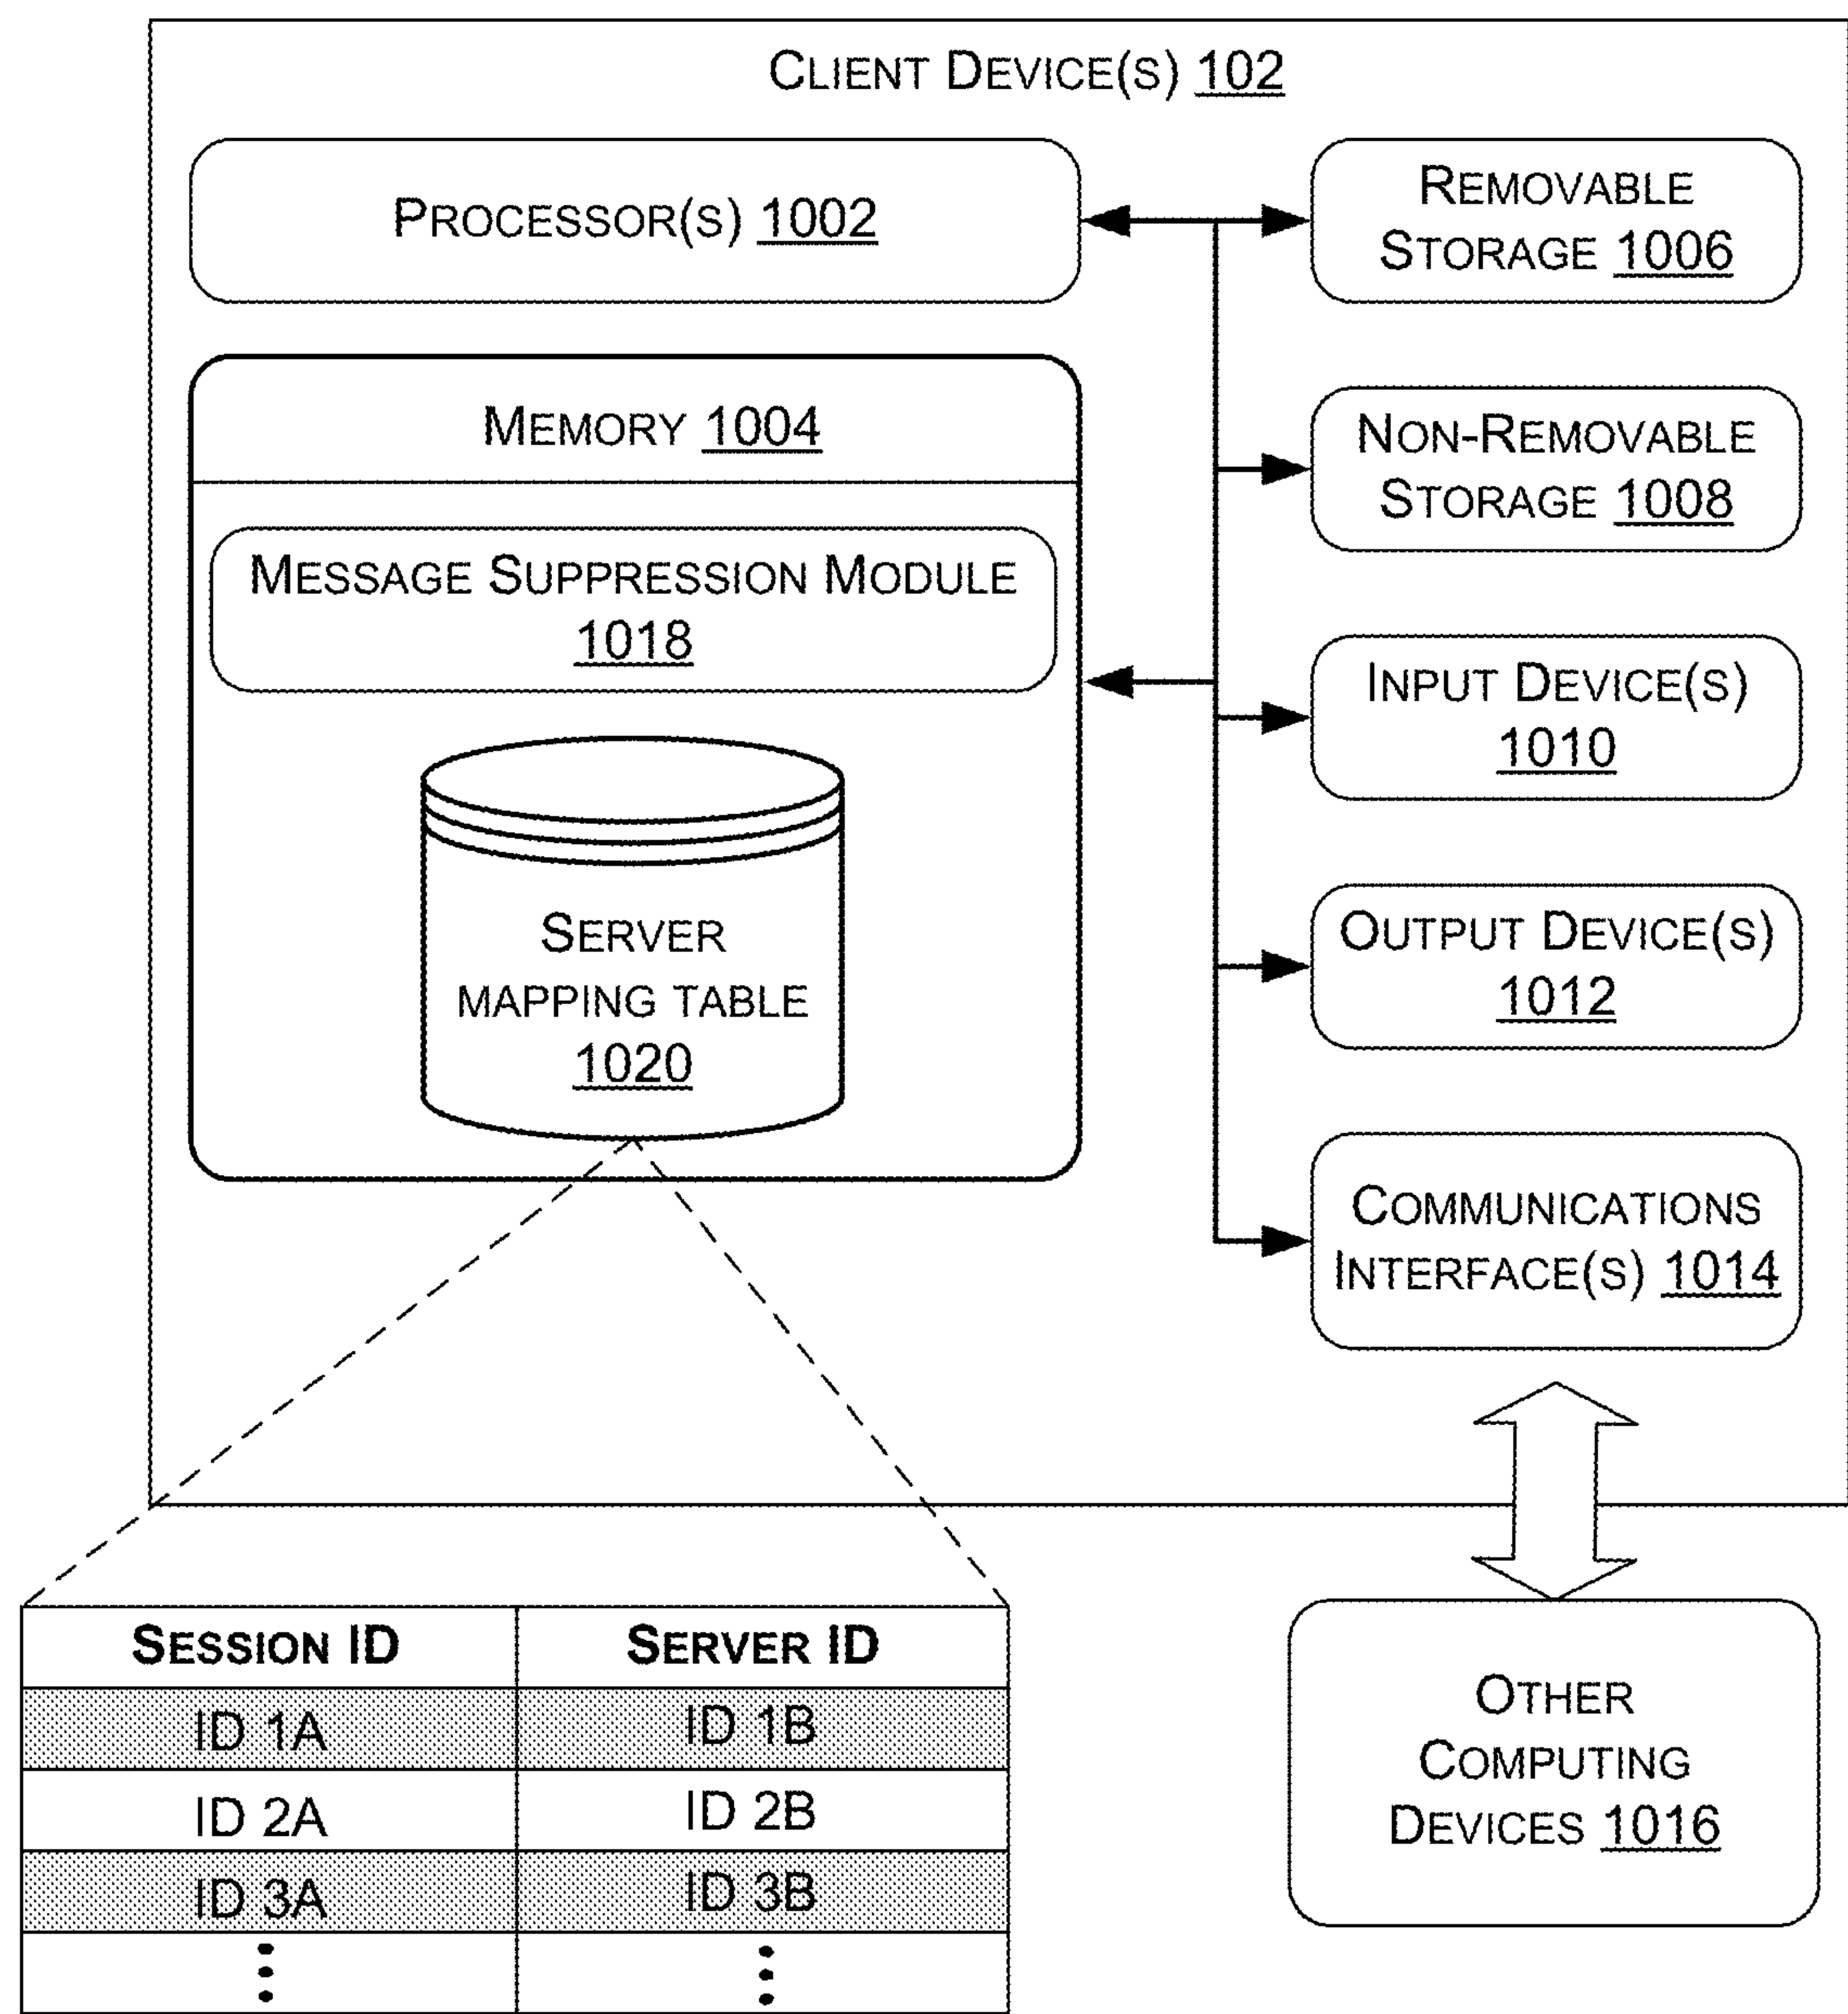 CLIENT DEVICE(S) 102
PROCESSOR(S) 1002
MEMORY 1004
MESSAGE SUPPRESSION MODULE
1018
SERVER
MAPPING TABLE
1020
REMOVABLE
STORAGE 1006
NON-REMOVABLE
STORAGE 1008
INPUT DEVICE(S)
1010
OUTPUT DEVICE(S)
1012
COMMUNICATIONS
INTERFACE(S) 1014
OTHER
COMPUTING
DEVICES 1016
SESSION ID SERVER ID
ID 1A ID 1B
ID 2A ID 2B
ID 3A ID 3B